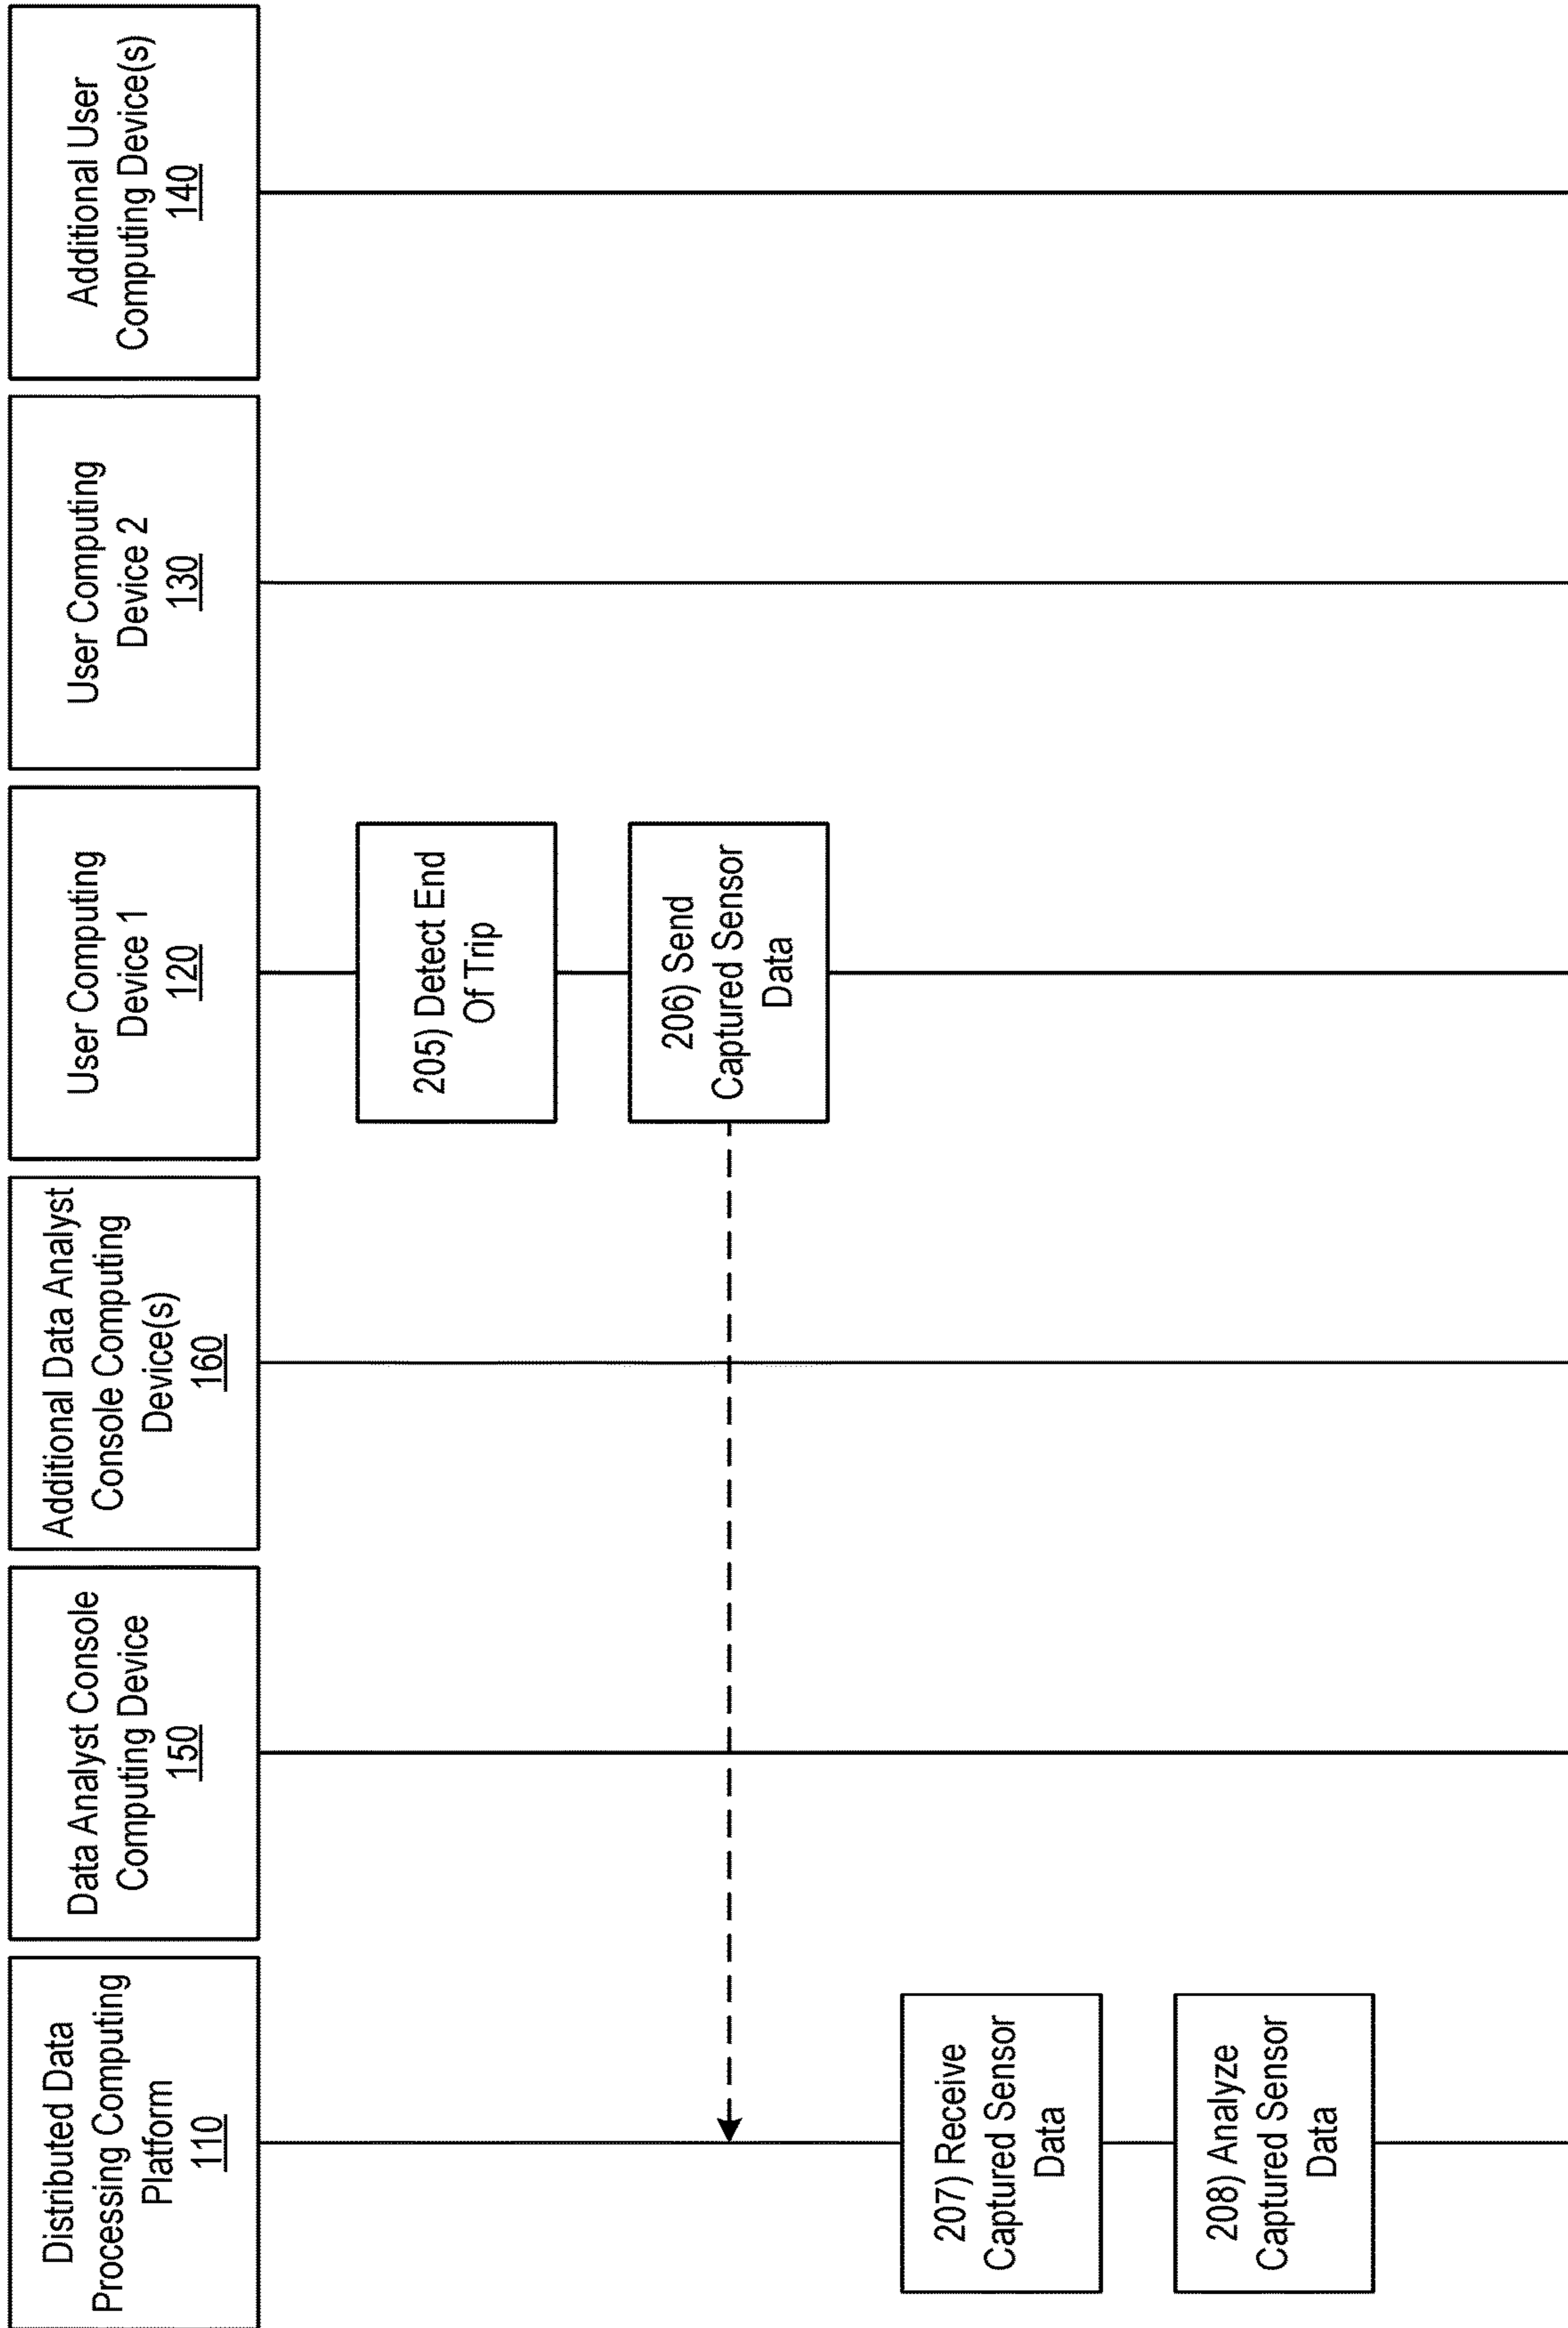 Distributed Data
Processing Computing
Platform
110
Data Analyst Console
Computing Device
150
Additional Data Analyst
Console Computing
Device(s)
160
User Computing
Device 1
120
User Computing
Device 2
130
Additional User
Computing Device(s)
140
205) Detect End
Of Trip
206) Send
Captured Sensor
Data
207) Receive
Captured Sensor
Data
208) Analyze
Captured Sensor
Data